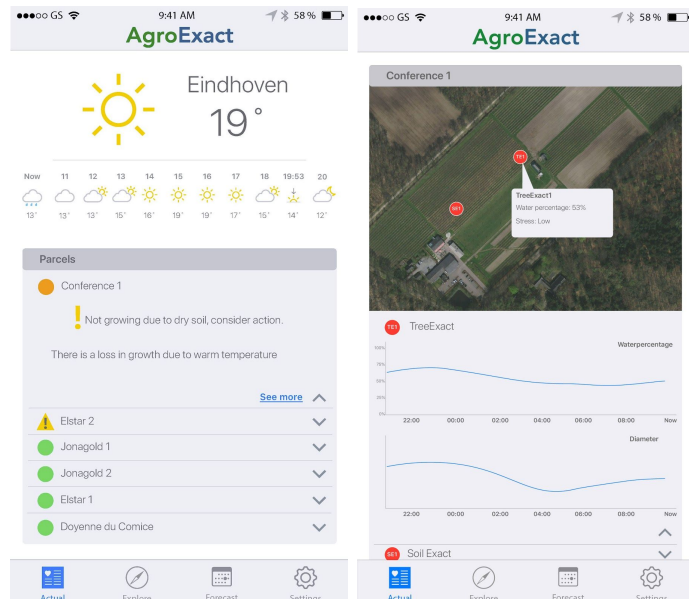 GS 9:41 AM 58 %
AgroExact
Eindhoven
19°
Now 11 12 13 14 15 16 17 18 19:53 20
13° 13° 13° 15° 16° 19° 19° 17° 15° 14° 12°
Parcels
Conference 1
! Not growing due to dry soil, consider action.
There is a loss in growth due to warm temperature
See more
Elstar 2
Jonagold 1
Jonagold 2
Elstar 1
Doyenne du Comice
Actual Explore Forecast Settings
GS 9:41 AM 58 %
AgroExact
Conference 1
TE1
SE1
TreeExact1
Water percentage: 53%
Stress: Low
TE1 TreeExact
Waterpercentage
100%
75%
50%
25%
0%
22:00 00:00 02:00 04:00 06:00 08:00 Now
Diameter
22:00 00:00 02:00 04:00 06:00 08:00 Now
SE1 Soil Exact
Actual Explore Forecast Settings